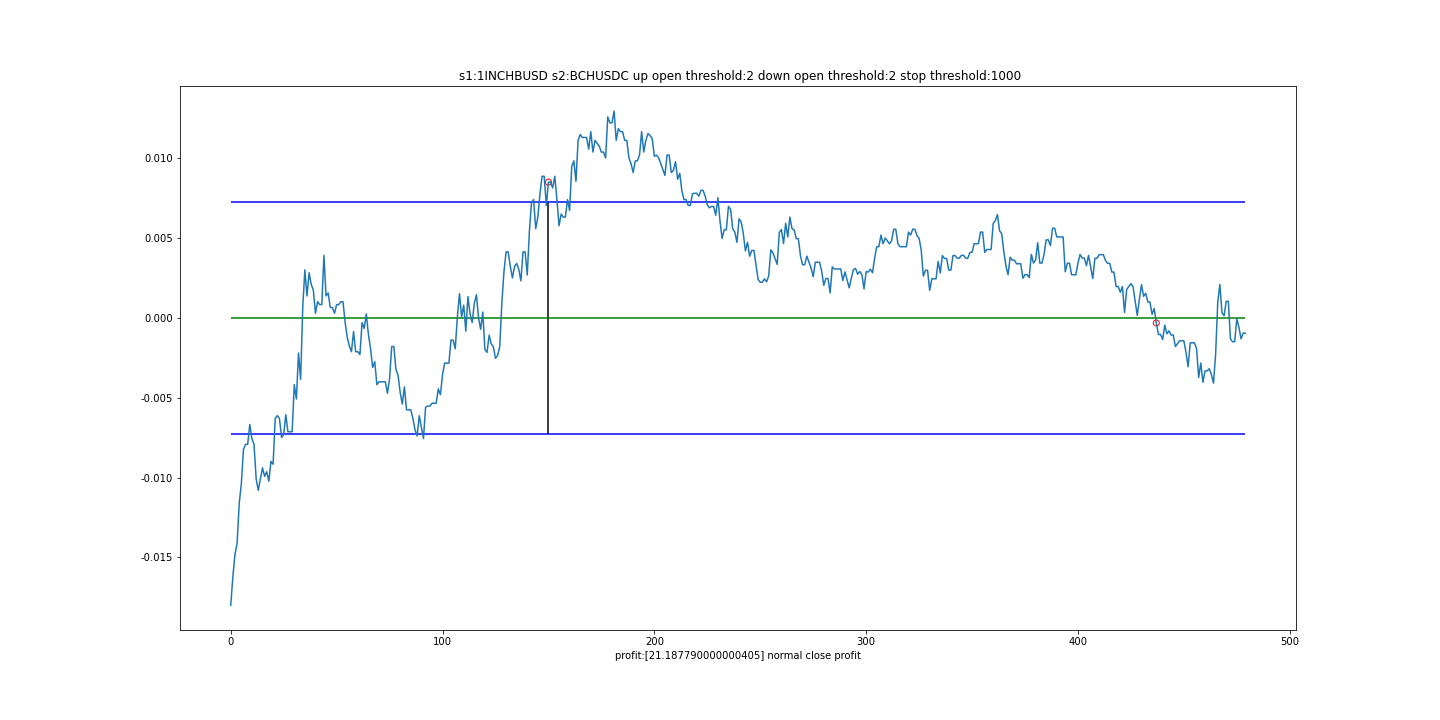 s1:1INCHBUSD s2:BCHUSDC up open threshold:2 down open threshold:2 stop threshold:1000
0.010
0.005
0.000
-0.005
-0.010
-0.015
0 100 200 300 400 500
profit:[21.187790000000405] normal close profit